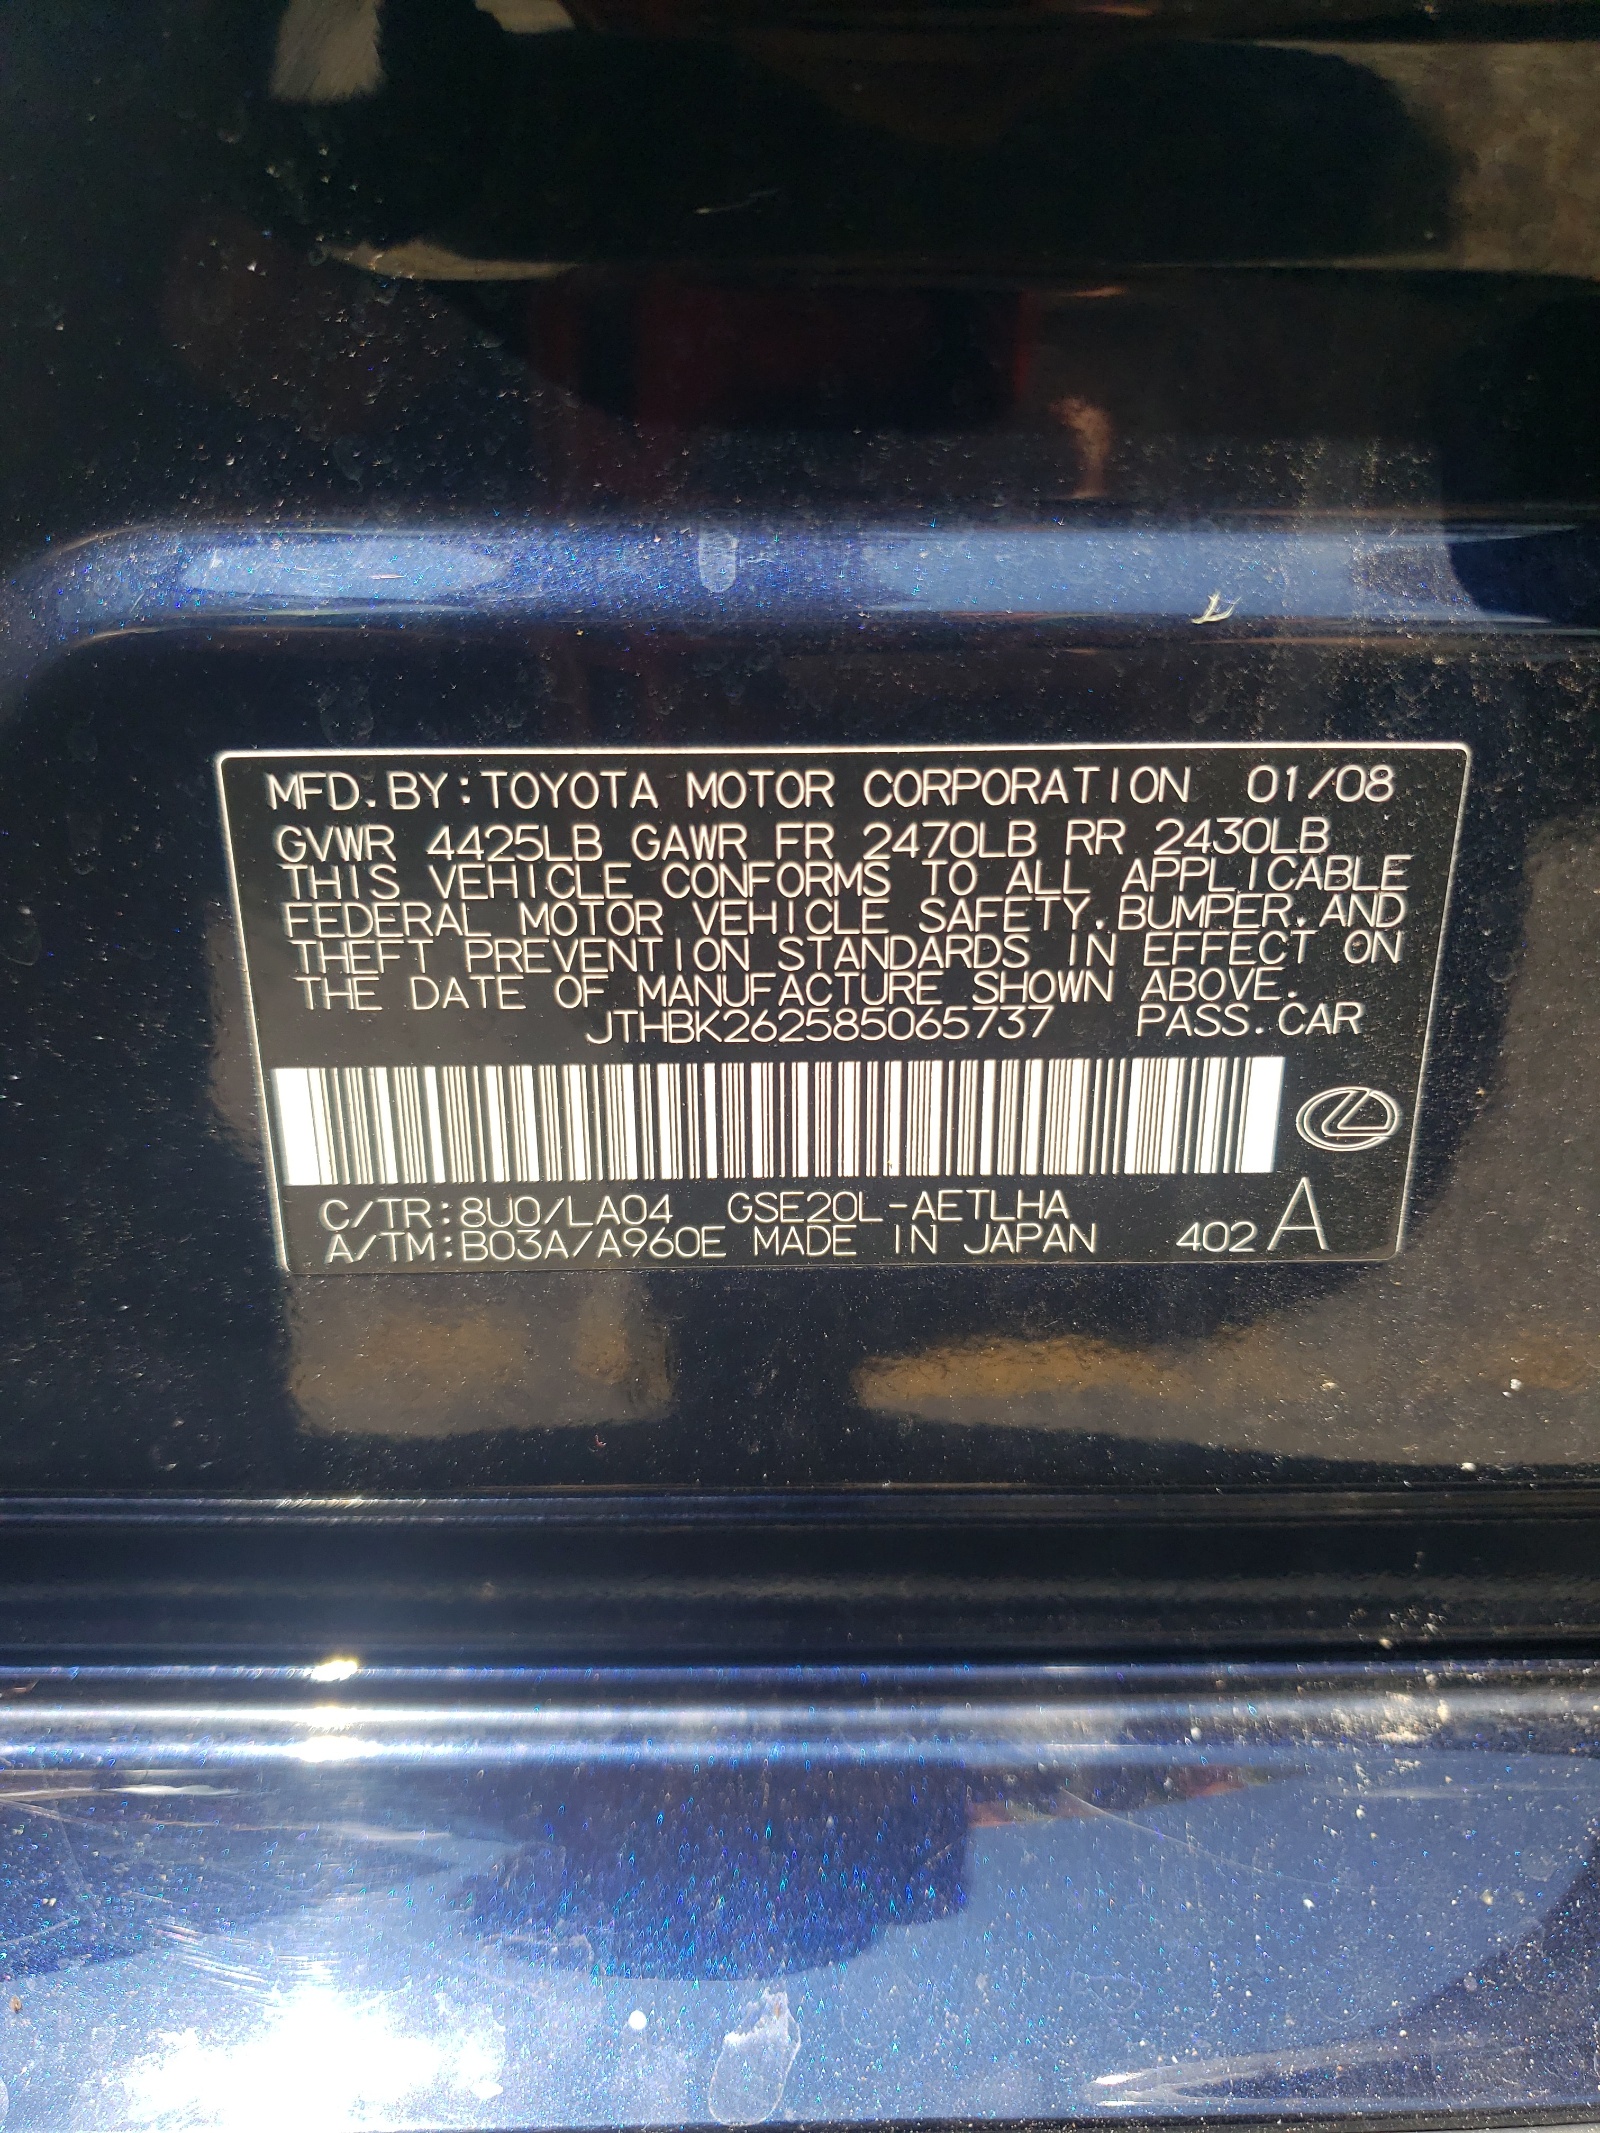 MFD.BY:TOYOTA MOTOR CORPORATION 01/08
GVWR 4425LB GAWR FR 2470LB RR 2430LB
THIS VEHICLE CONFORMS TO ALL APPLICABLE
FEDERAL MOTOR VEHICLE SAFETY,BUMPER,AND
THEFT PREVENTION STANDARDS IN EFFECT ON
THE DATE OF MANUFACTURE SHOWN ABOVE.
JTHBK262585065737 PASS.CAR
C/TR:8U0/LA04 GSE20L-AETLHA
A/TM:B03A/A960E MADE IN JAPAN 402 A